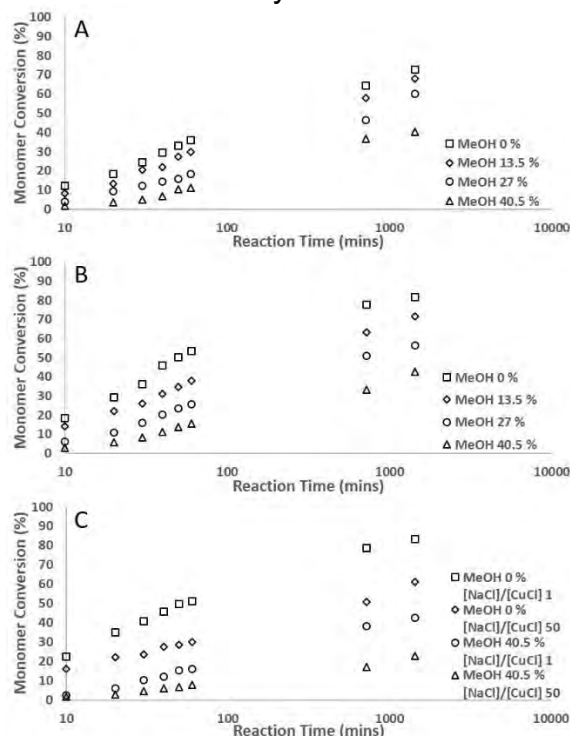 A
Monomer Conversion (%)
100
90
80
70
60
50
40
30
20
10
0
10
100
1000
10000
Reaction Time (mins)
MeOH 0 %
MeOH 13.5 %
MeOH 27 %
MeOH 40.5 %
B
Monomer Conversion (%)
100
90
80
70
60
50
40
30
20
10
0
10
100
1000
10000
Reaction Time (mins)
MeOH 0 %
MeOH 13.5 %
MeOH 27 %
MeOH 40.5 %
C
Monomer Conversion (%)
100
90
80
70
60
50
40
30
20
10
0
10
100
1000
10000
Reaction Time (mins)
MeOH 0 %
[NaCl]/[CuCl] 1
MeOH 0 %
[NaCl]/[CuCl] 50
MeOH 40.5 %
[NaCl]/[CuCl] 1
MeOH 40.5 %
[NaCl]/[CuCl] 50